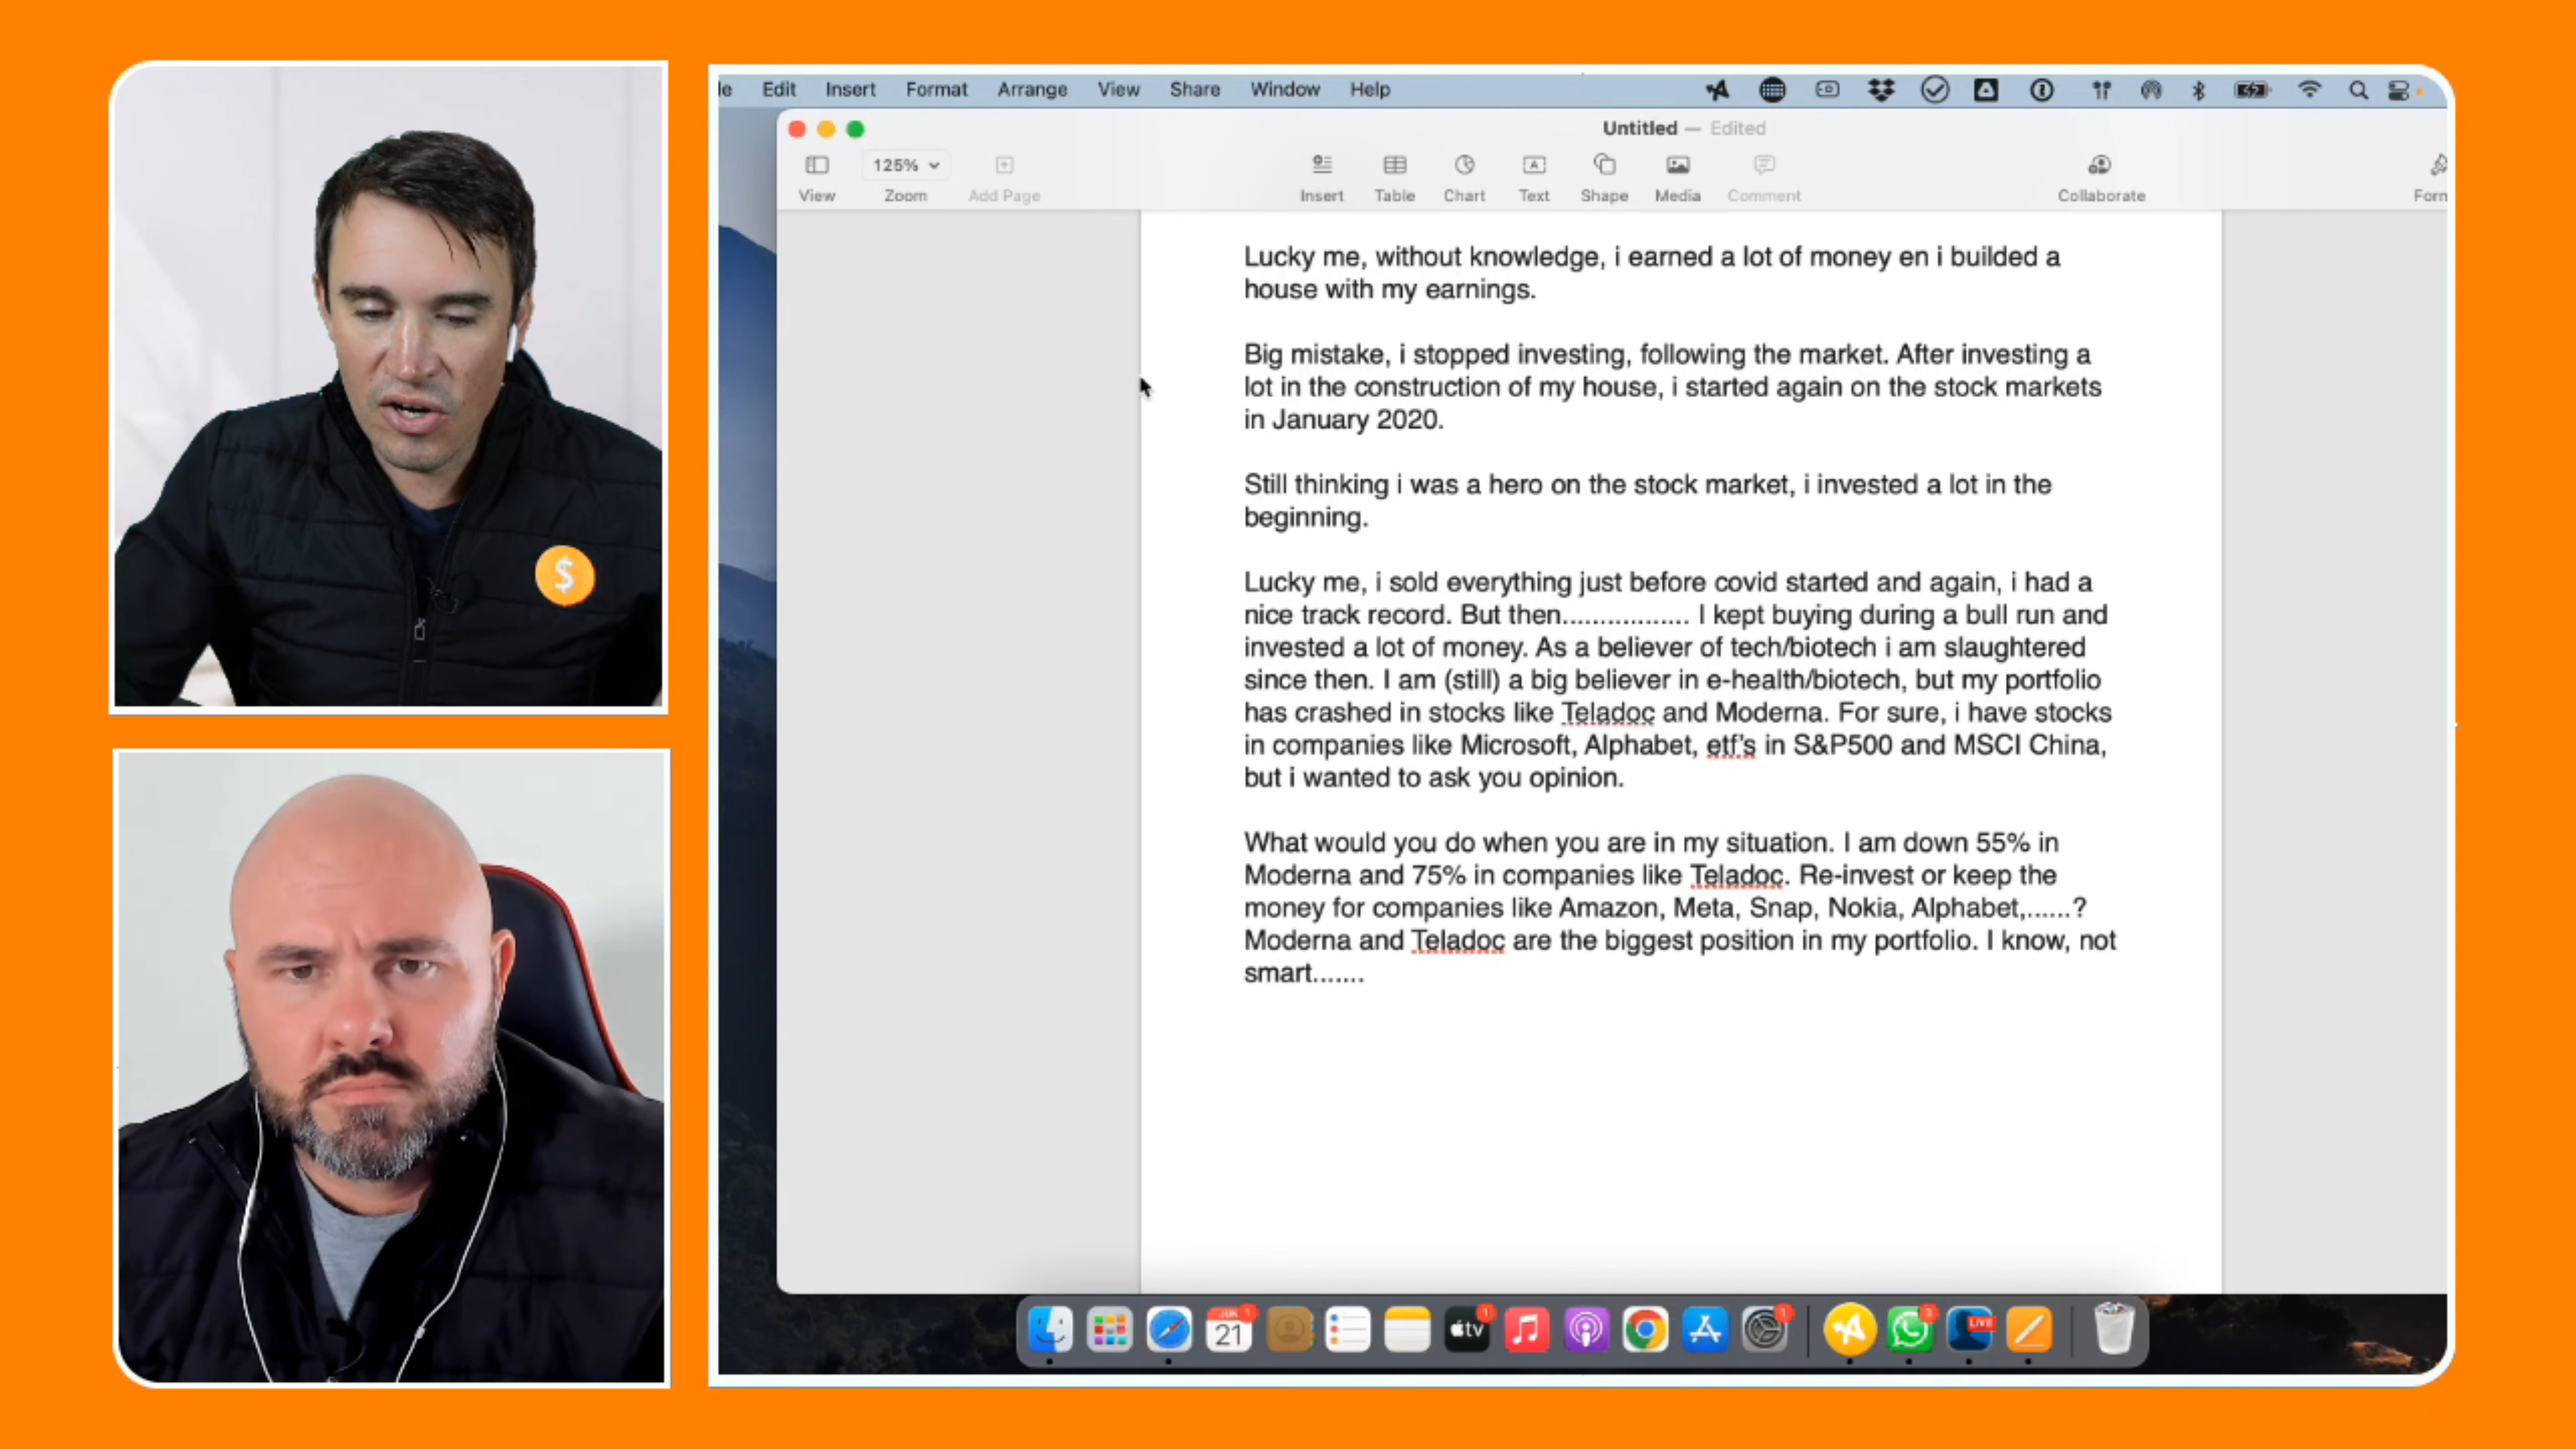 Edit Insert Format Arrange View Share Window Help
Untitled — Edited
125%
View Zoom Add Page Insert Table Chart Text Shape Media Comment Collaborate
Lucky me, without knowledge, i earned a lot of money en i builded a
house with my earnings.
Big mistake, i stopped investing, following the market. After investing a
lot in the construction of my house, i started again on the stock markets
in January 2020.
Still thinking i was a hero on the stock market, i invested a lot in the
beginning.
Lucky me, i sold everything just before covid started and again, i had a
nice track record. But then................. I kept buying during a bull run and
invested a lot of money. As a believer of tech/biotech i am slaughtered
since then. I am (still) a big believer in e-health/biotech, but my portfolio
has crashed in stocks like Teladoc and Moderna. For sure, i have stocks
in companies like Microsoft, Alphabet, etf's in S&P500 and MSCI China,
but i wanted to ask you opinion.
What would you do when you are in my situation. I am down 55% in
Moderna and 75% in companies like Teladoc. Re-invest or keep the
money for companies like Amazon, Meta, Snap, Nokia, Alphabet,......?
Moderna and Teladoc are the biggest position in my portfolio. I know, not
smart.......
$
JUN
21
tv
LIVE
1
1
1
3